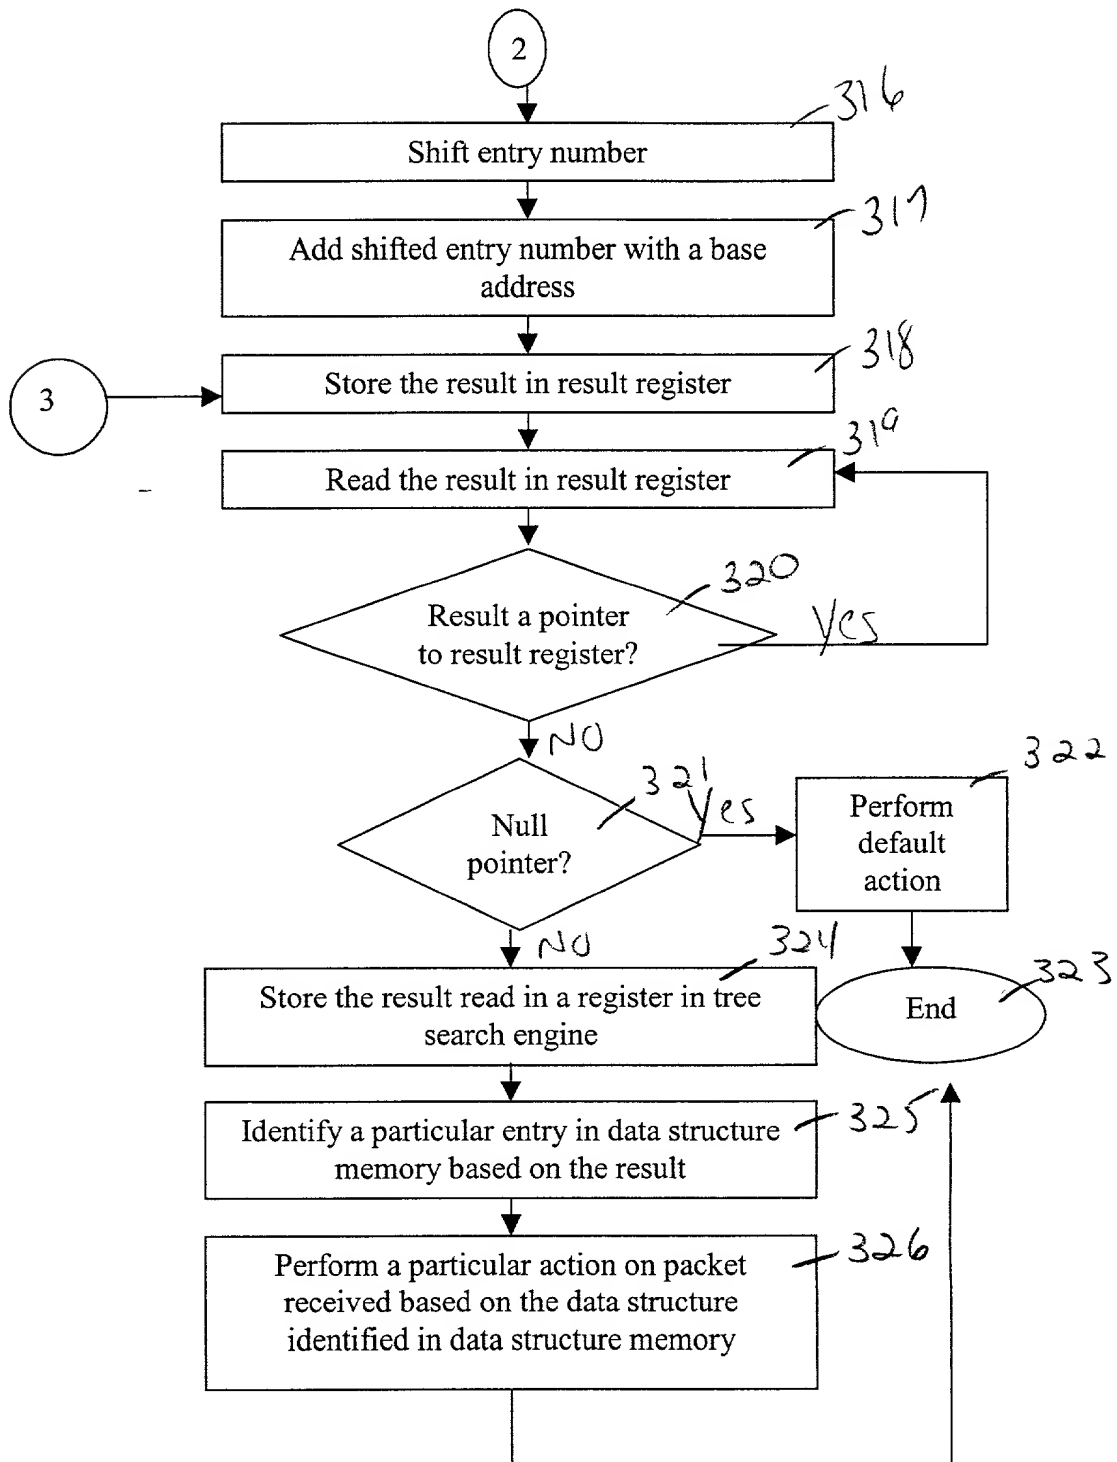 2
316
Shift entry number
317
Add shifted entry number with a base
address
318
3
Store the result in result register
319
Read the result in result register
320
Result a pointer
to result register?
Yes
NO
321
Yes
322
Null
pointer?
Perform
default
action
NO
324
Store the result read in a register in tree
search engine
323
End
325
Identify a particular entry in data structure
memory based on the result
326
Perform a particular action on packet
received based on the data structure
identified in data structure memory